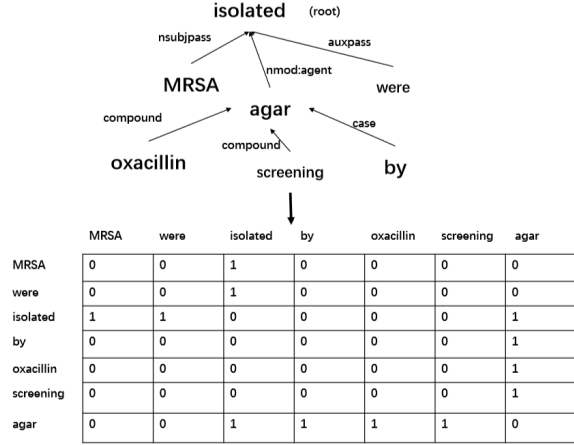 isolated (root)
nsubjpass
auxpass
nmod:agent
MRSA
were
agar
compound
case
compound
oxacillin
screening
by
MRSA were isolated by oxacillin screening agar
MRSA 0 0 1 0 0 0 0
were 0 0 1 0 0 0 0
isolated 1 1 0 0 0 0 1
by 0 0 0 0 0 0 1
oxacillin 0 0 0 0 0 0 1
screening 0 0 0 0 0 0 1
agar 0 0 1 1 1 1 0